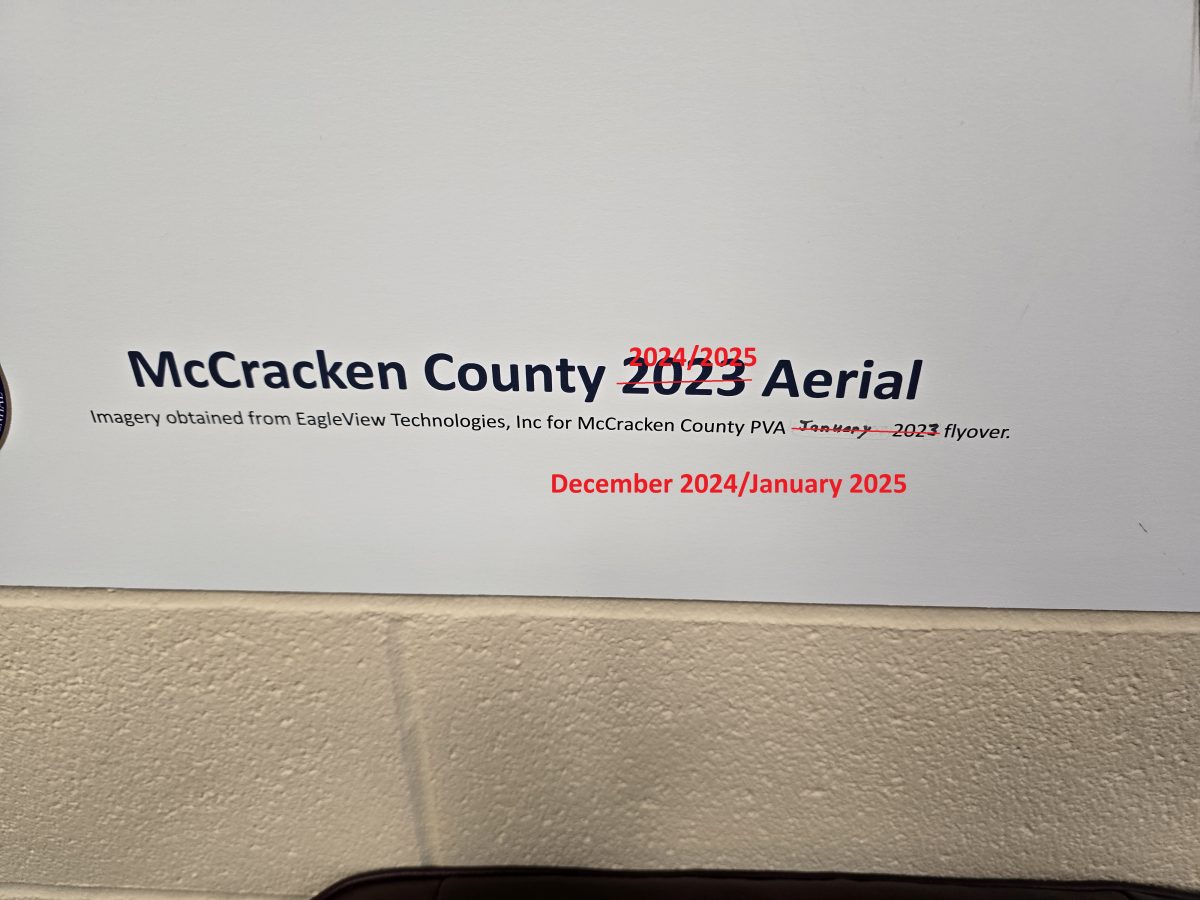 2024/2025
McCracken County 2023 Aerial
Imagery obtained from EagleView Technologies, Inc for McCracken County PVA January 2023 flyover.
December 2024/January 2025